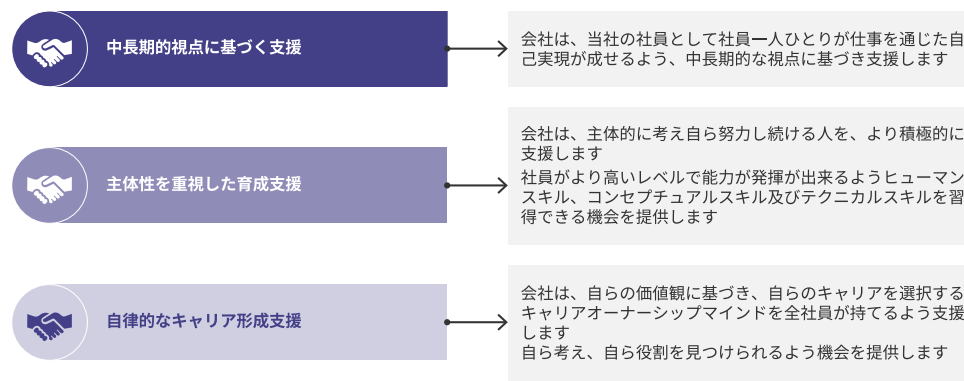 中長期的視点に基づく支援
会社は、当社の社員として社員一人ひとりが仕事を通じた自
己実現が成せるよう、中長期的な視点に基づき支援します
主体性を重視した育成支援
会社は、主体的に考え自ら努力し続ける人を、より積極的に
支援します
社員がより高いレベルで能力が発揮が出来るようヒューマン
スキル、コンセプチュアルスキル及びテクニカルスキルを習
得できる機会を提供します
自律的なキャリア形成支援
会社は、自らの価値観に基づき、自らのキャリアを選択する
キャリアオーナーシップマインドを全社員が持てるよう支援
します
自ら考え、自ら役割を見つけられるよう機会を提供します